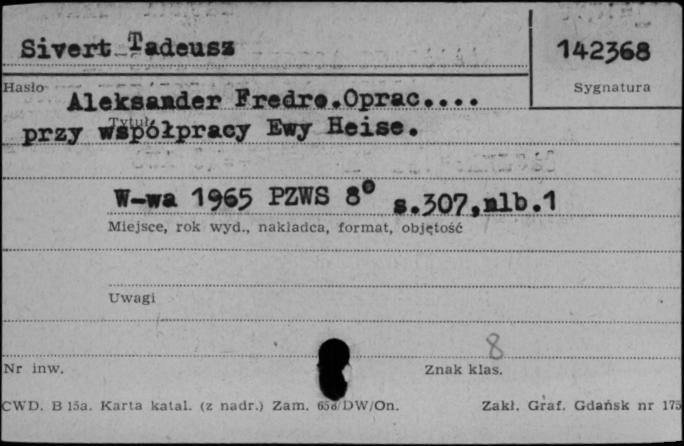 Sivert Tadeusz
142368
Hasło
Sygnatura
Aleksander Fredro.Oprac....
Tytuł
przy współpracy Ewy Heise.
W-wa 1965 PZWS 8° s.307,nlb.1
Miejsce, rok wyd., nakładca, format, objętość
Uwagi
8
Nr inw.
Znak klas.
CWD. B 15a. Karta katal. (z nadr.) Zam. 658/DW/On.
Zakł. Graf. Gdańsk nr 175